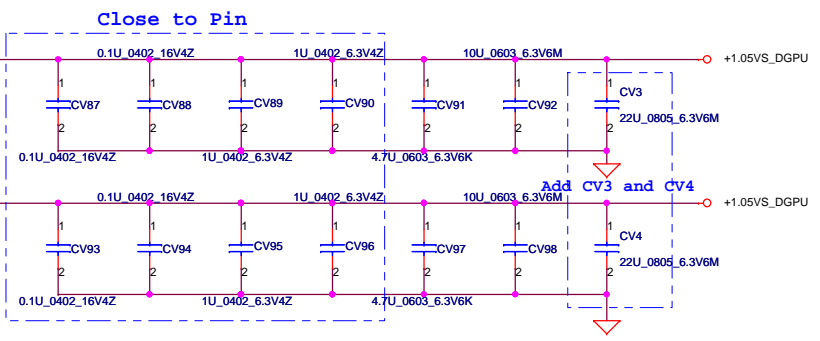 Close to Pin
0.1U_0402_16V4Z 1U_0402_6.3V4Z 10U_0603_6.3V6M +1.05VS_DGPU
1 1 1 1 1 1 1 CV3
CV87 CV88 CV89 CV90 CV91 CV92
22U_0805_6.3V6M
2 2 2 2 2 2 2
0.1U_0402_16V4Z 1U_0402_6.3V4Z 4.7U_0603_6.3V6K
Add CV3 and CV4
0.1U_0402_16V4Z 1U_0402_6.3V4Z 10U_0603_6.3V6M +1.05VS_DGPU
1 1 1 1 1 1 1 CV4
CV93 CV94 CV95 CV96 CV97 CV98
22U_0805_6.3V6M
2 2 2 2 2 2 2
0.1U_0402_16V4Z 1U_0402_6.3V4Z 4.7U_0603_6.3V6K